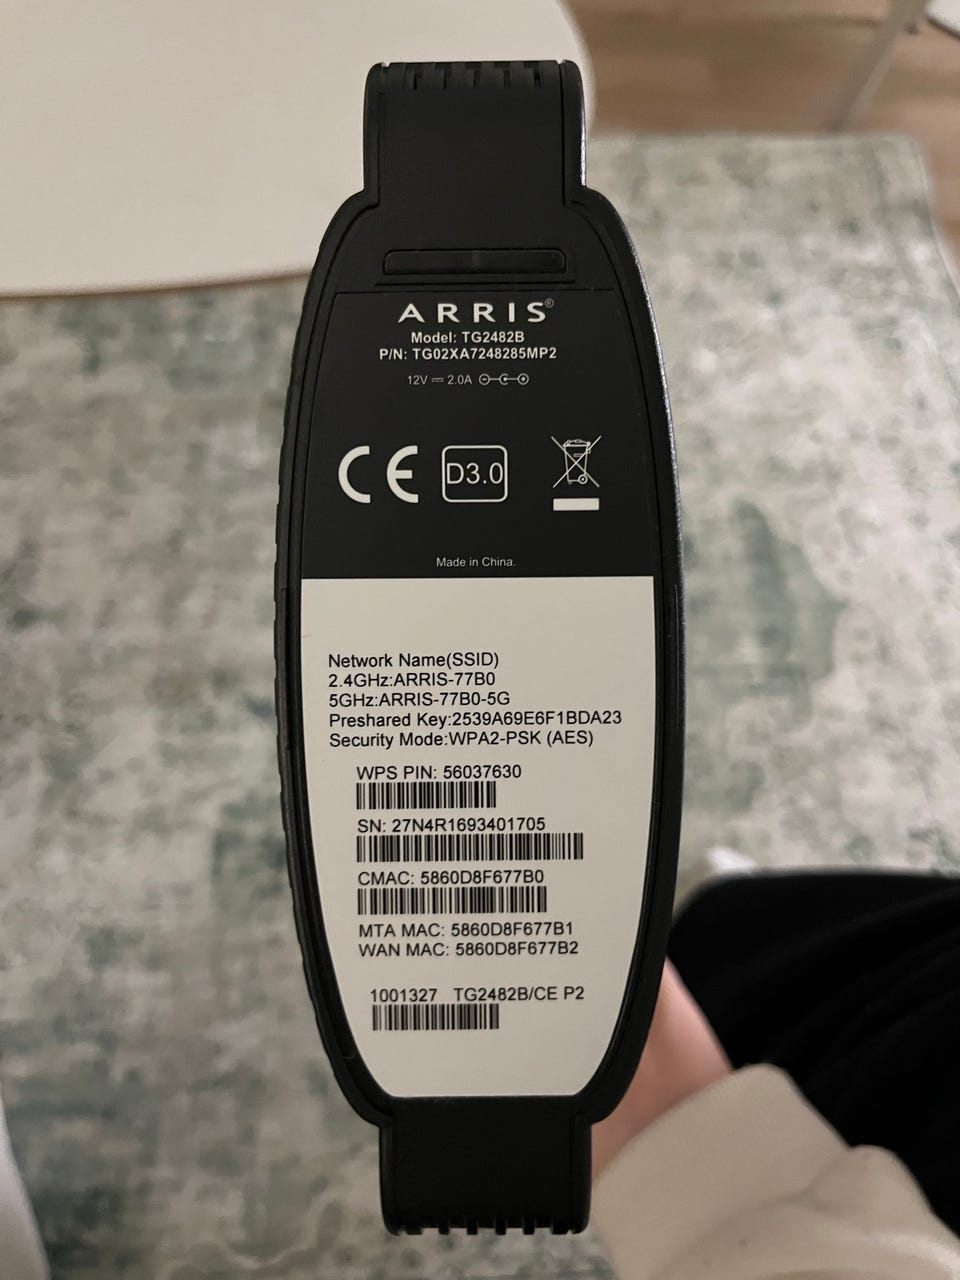 ARRIS®
Model: TG2482B
P/N: TG02XA7248285MP2
12V ⎓ 2.0A
CE D3.0
Made in China.
Network Name(SSID)
2.4GHz:ARRIS-77B0
5GHz:ARRIS-77B0-5G
Preshared Key:2539A69E6F1BDA23
Security Mode:WPA2-PSK (AES)
WPS PIN: 56037630
SN: 27N4R1693401705
CMAC: 5860D8F677B0
MTA MAC: 5860D8F677B1
WAN MAC: 5860D8F677B2
1001327 TG2482B/CE P2